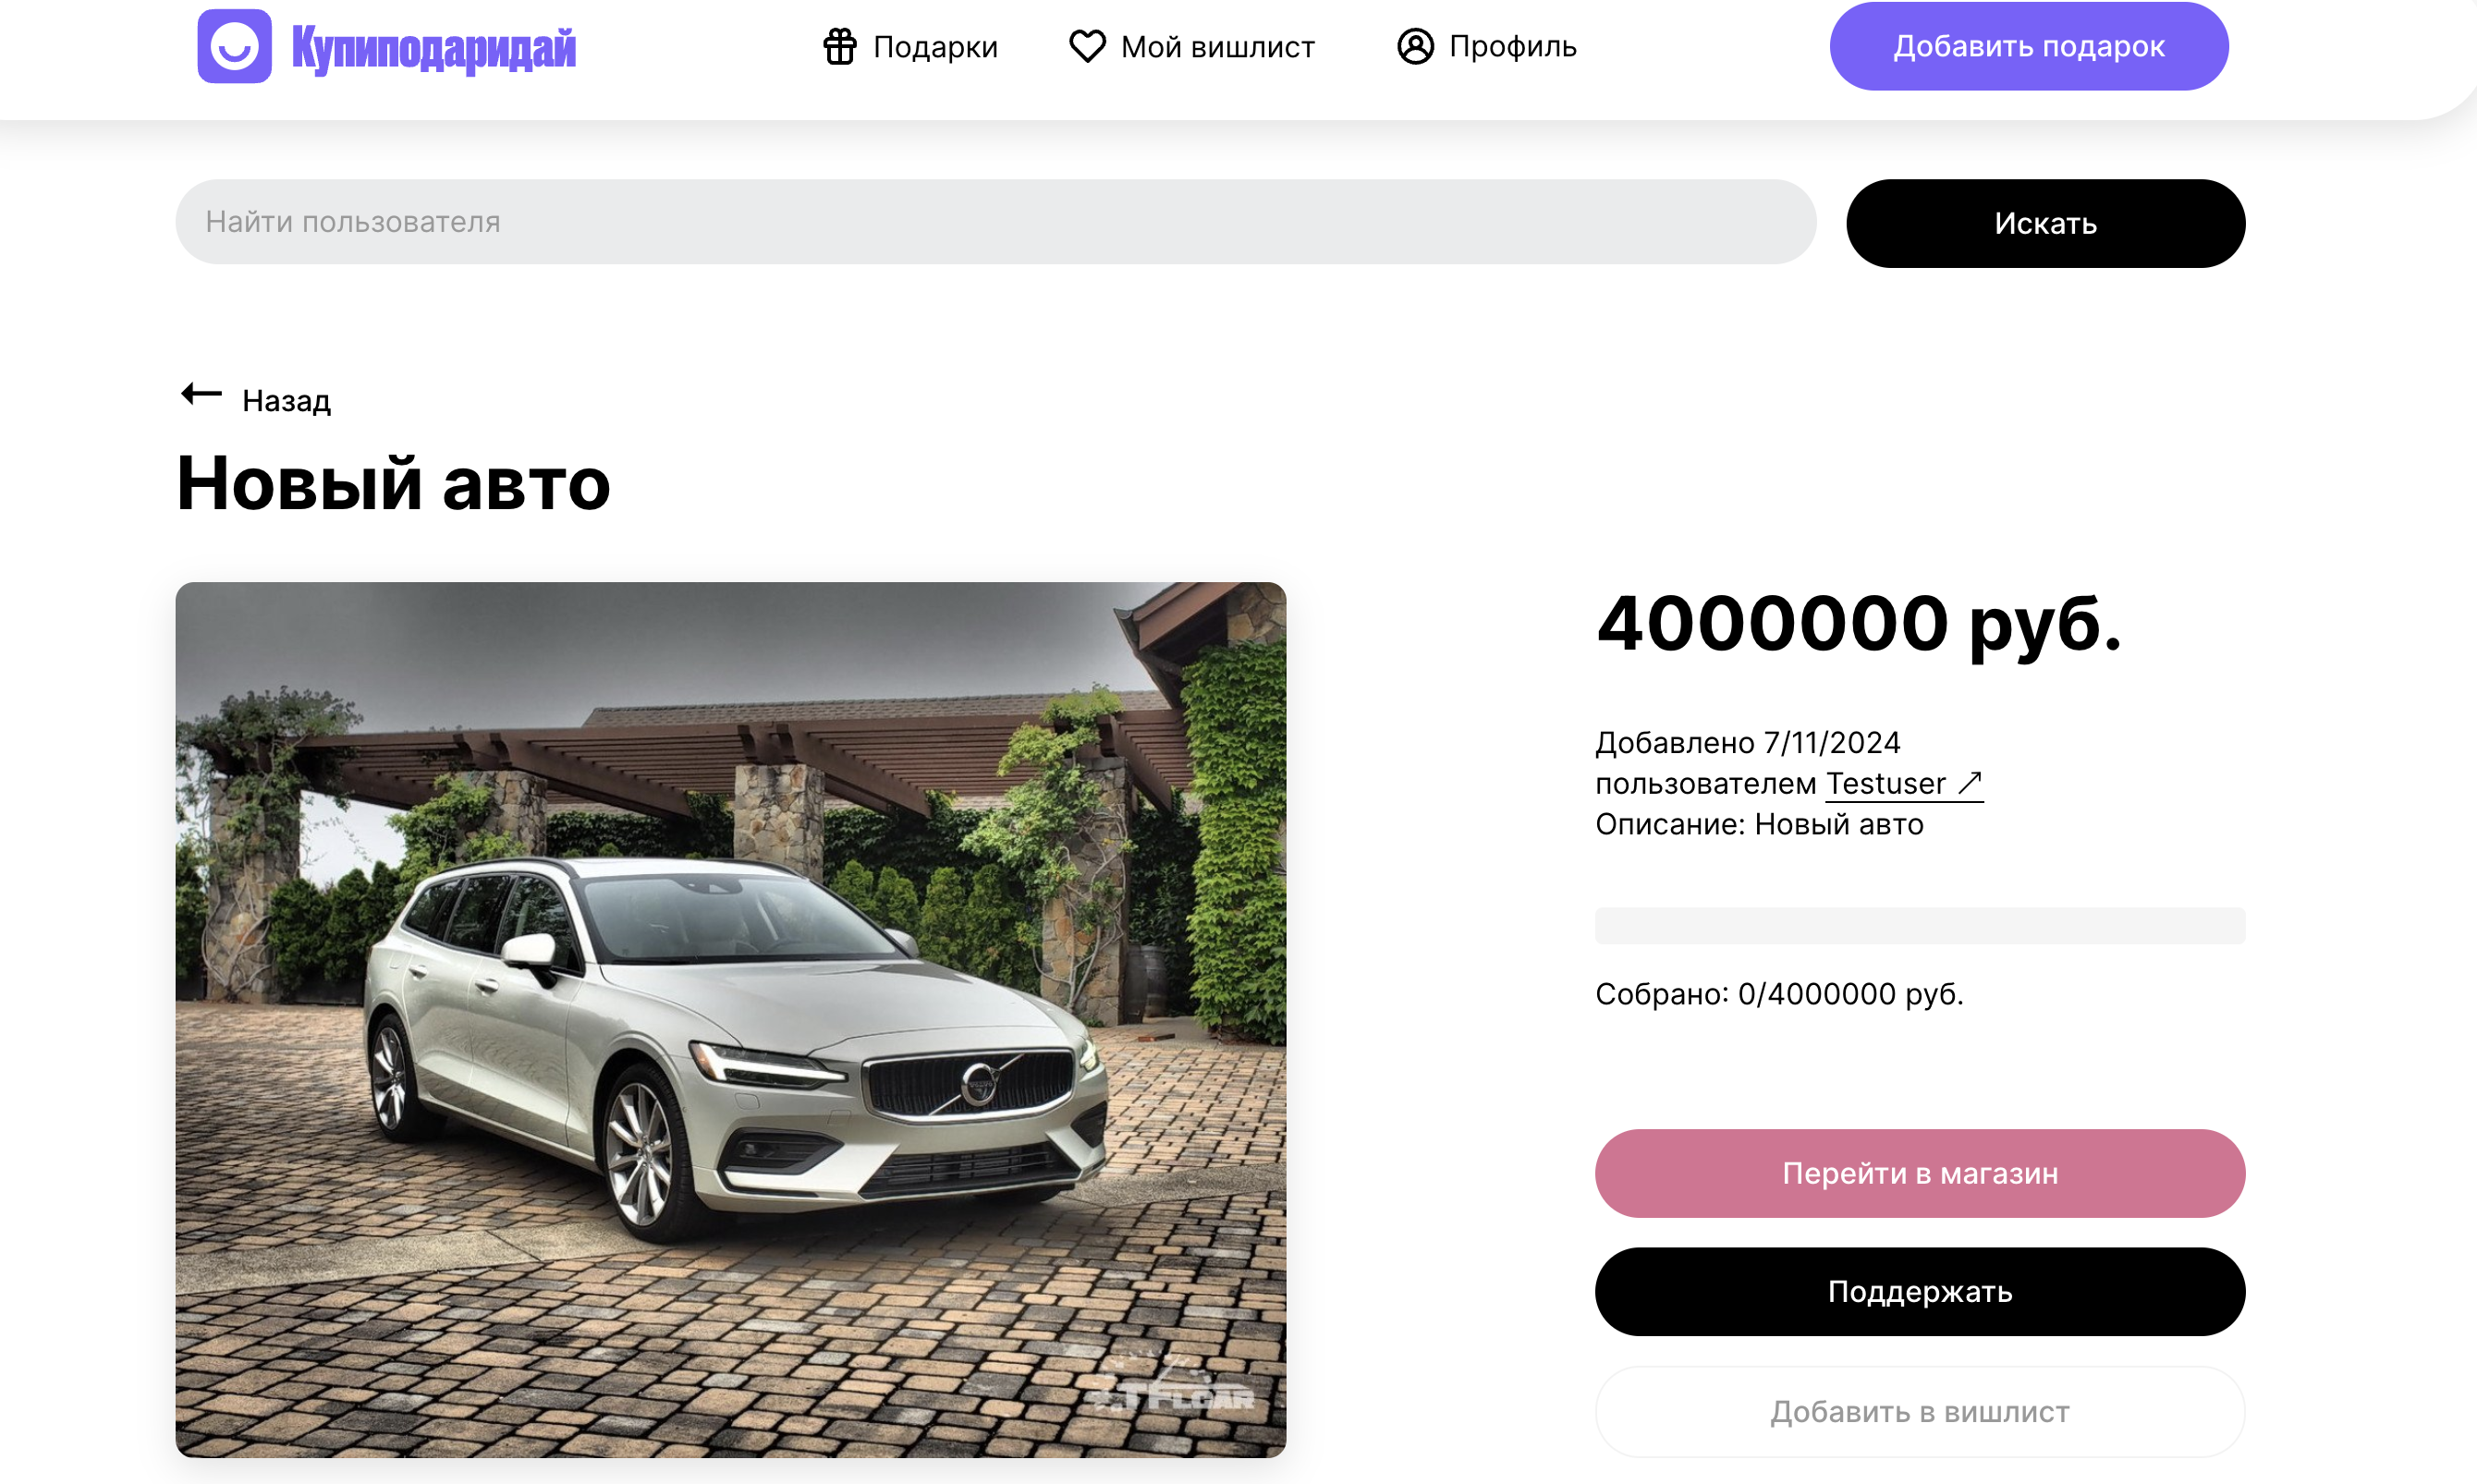 Купиподаридай
Подарки
Мой вишлист
Профиль
Добавить подарок
Найти пользователя
Искать
Назад
Новый авто
4000000 руб.
Добавлено 7/11/2024
пользователем Testuser ↗
Описание: Новый авто
Собрано: 0/4000000 руб.
Перейти в магазин
Поддержать
Добавить в вишлист
TFLCAR